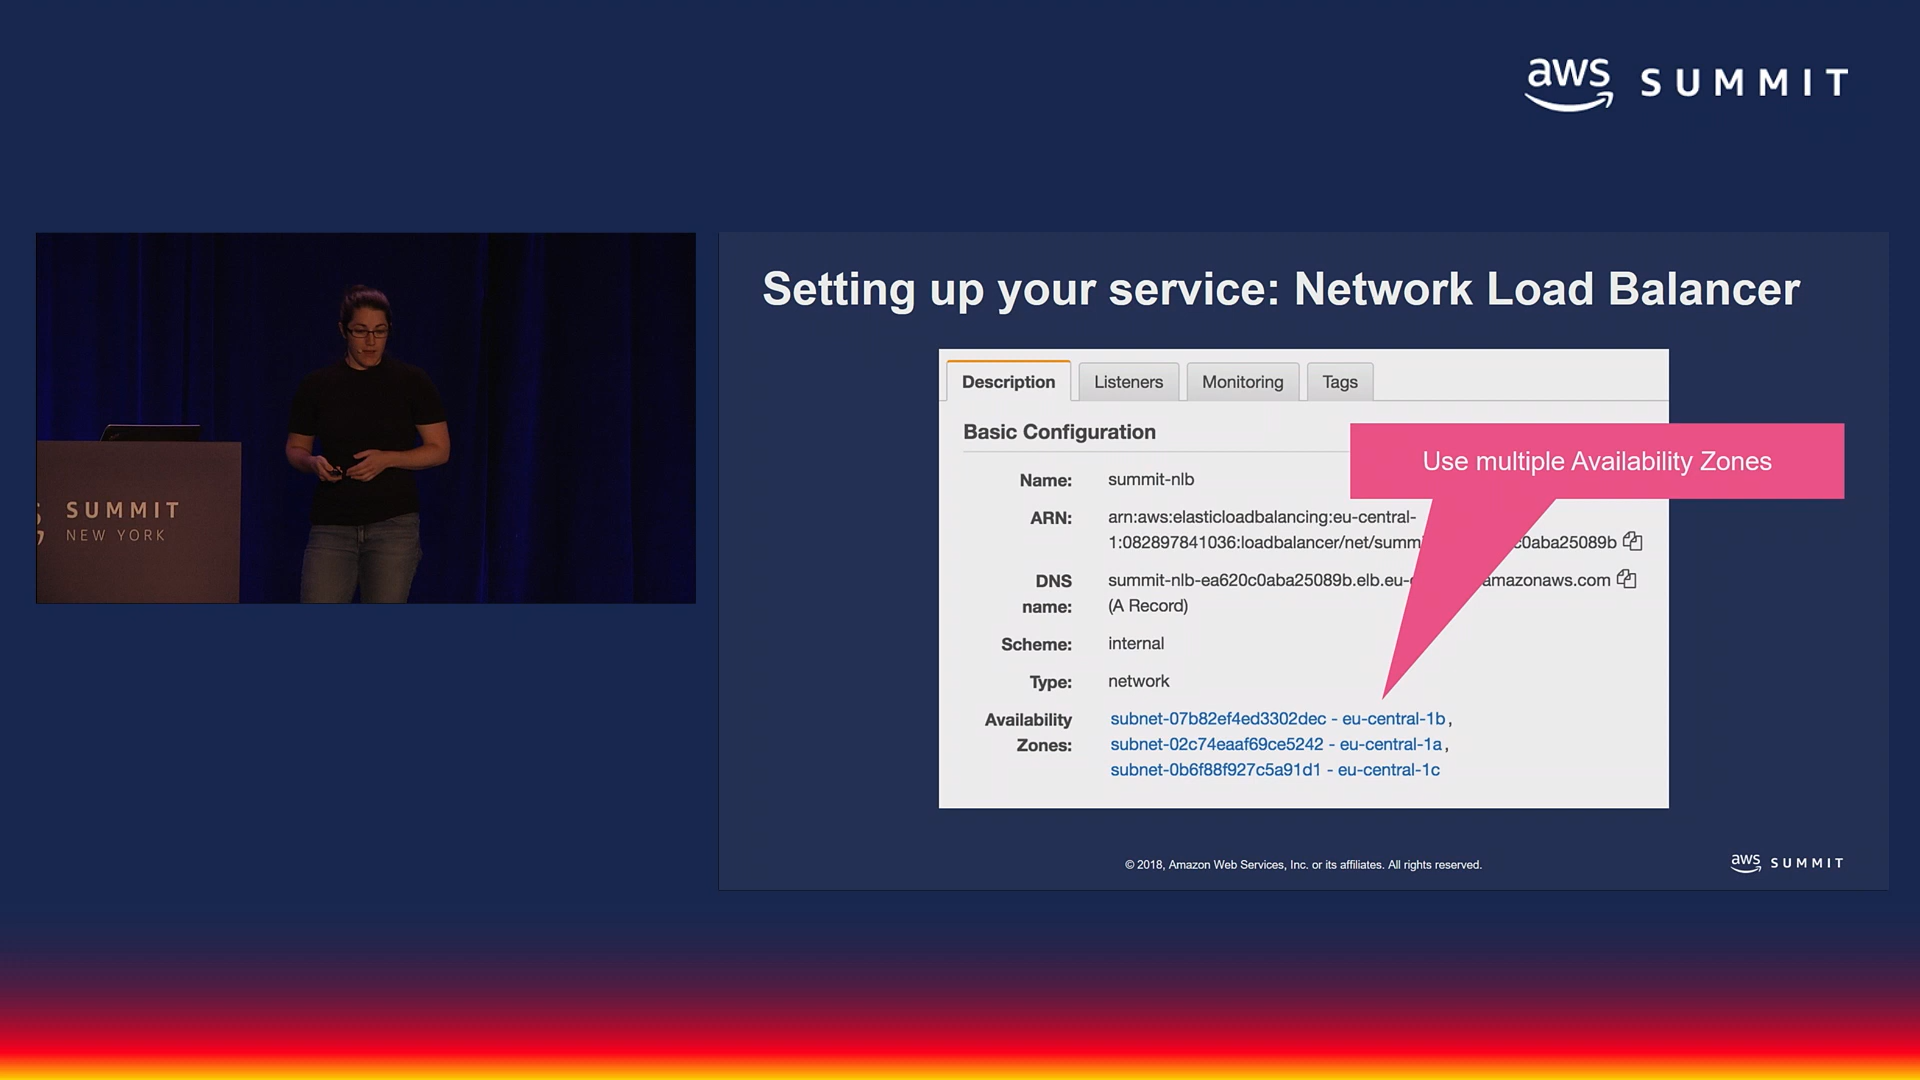 aws SUMMIT
SUMMIT
NEW YORK
Setting up your service: Network Load Balancer
Description Listeners Monitoring Tags
Basic Configuration
Use multiple Availability Zones
Name: summit-nlb
ARN: arn:aws:elasticloadbalancing:eu-central-
1:082897841036:loadbalancer/net/summ c0aba25089b
DNS summit-nlb-ea620c0aba25089b.elb.eu- amazonaws.com
name: (A Record)
Scheme: internal
Type: network
Availability subnet-07b82ef4ed3302dec - eu-central-1b,
Zones: subnet-02c74eaaf69ce5242 - eu-central-1a,
subnet-0b6f88f927c5a91d1 - eu-central-1c
© 2018, Amazon Web Services, Inc. or its affiliates. All rights reserved.
aws SUMMIT